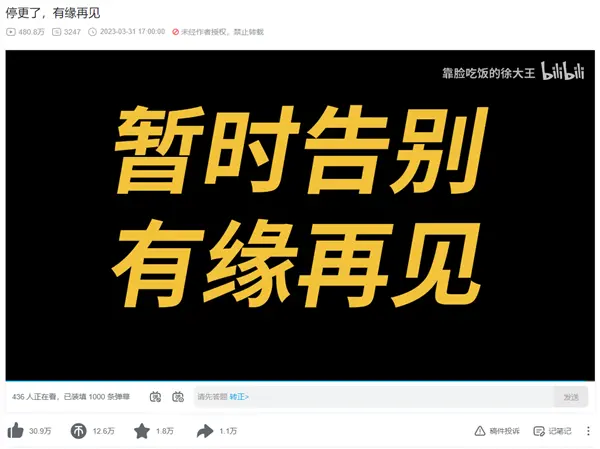 停更了，有缘再见
480.8万 3247 2023-03-31 17:00:00 未经作者授权，禁止转载
靠脸吃饭的徐大王 bilibili
暂时告别
有缘再见
436 人正在看，已装填 1000 条弹幕 请先答题 转正> 发送
30.9万 12.6万 1.8万 1.1万 稿件投诉 记笔记